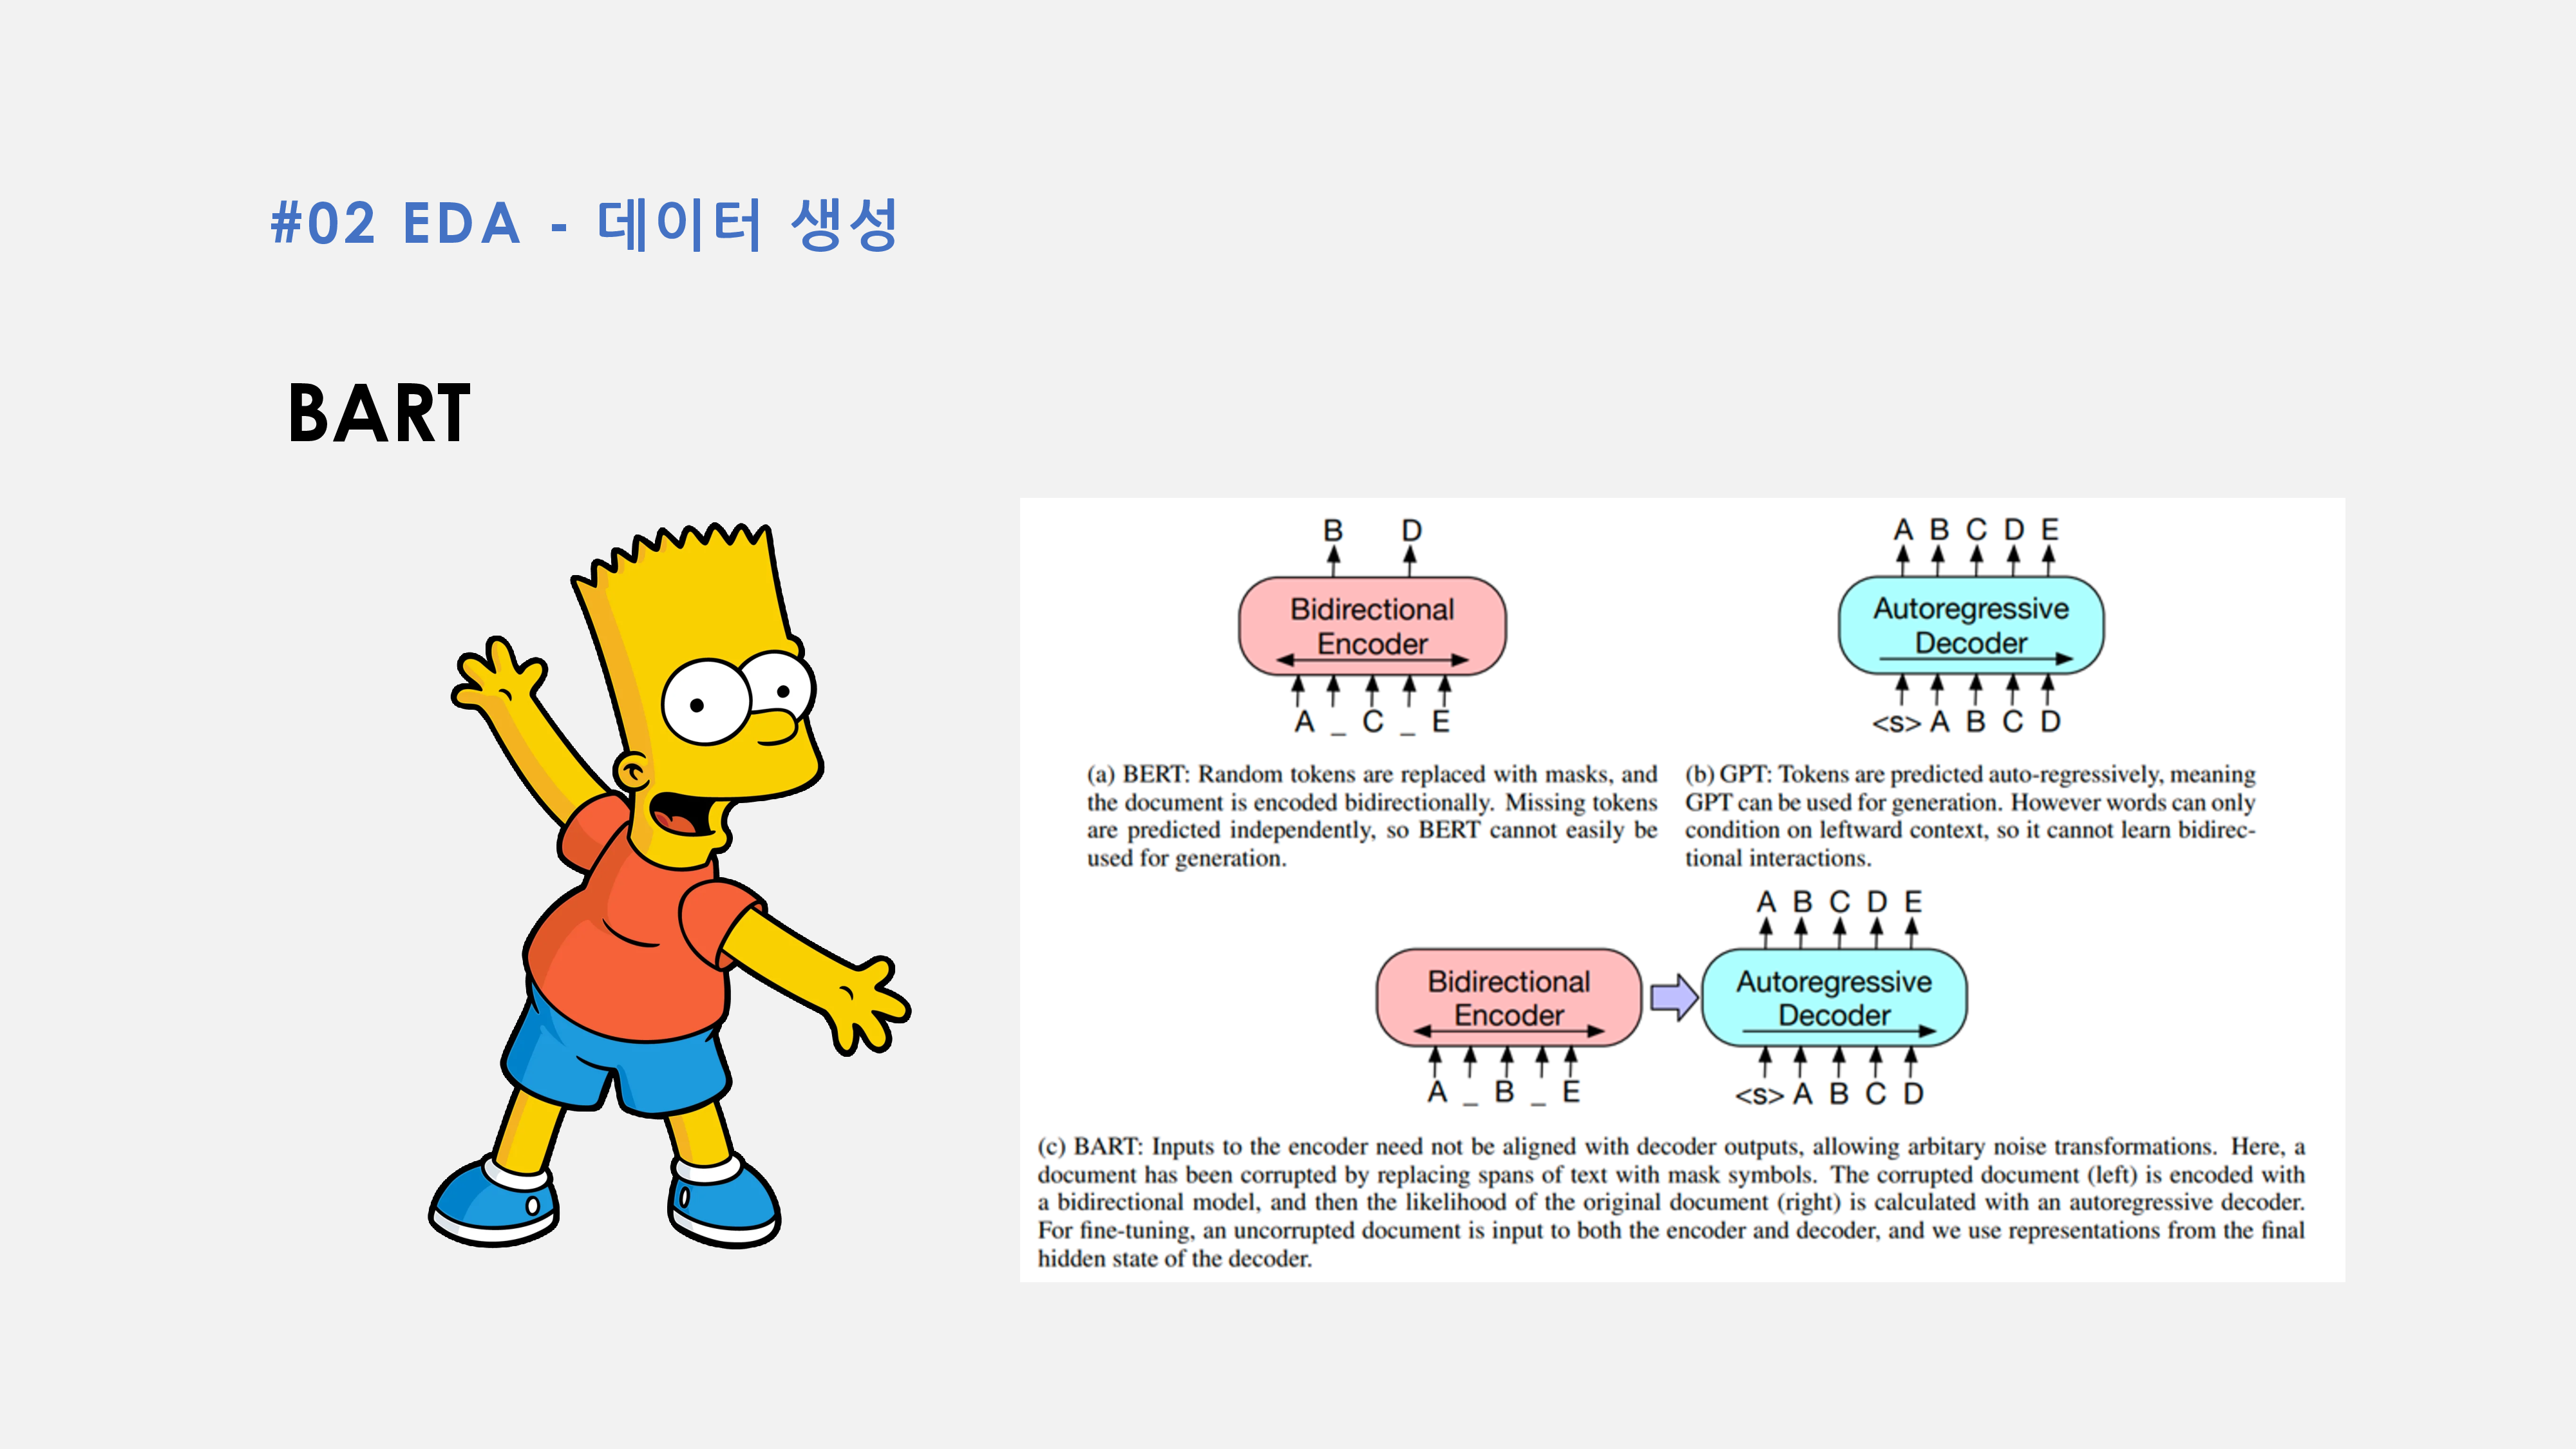 #02 EDA - 데이터 생성
BART
B D
Bidirectional
Encoder
A _ C _ E
A B C D E
Autoregressive
Decoder
<s> A B C D
(a) BERT: Random tokens are replaced with masks, and
the document is encoded bidirectionally. Missing tokens
are predicted independently, so BERT cannot easily be
used for generation.
(b) GPT: Tokens are predicted auto-regressively, meaning
GPT can be used for generation. However words can only
condition on leftward context, so it cannot learn bidirec-
tional interactions.
Bidirectional
Encoder
A _ B _ E
A B C D E
Autoregressive
Decoder
<s> A B C D
(c) BART: Inputs to the encoder need not be aligned with decoder outputs, allowing arbitary noise transformations. Here, a
document has been corrupted by replacing spans of text with mask symbols. The corrupted document (left) is encoded with
a bidirectional model, and then the likelihood of the original document (right) is calculated with an autoregressive decoder.
For fine-tuning, an uncorrupted document is input to both the encoder and decoder, and we use representations from the final
hidden state of the decoder.